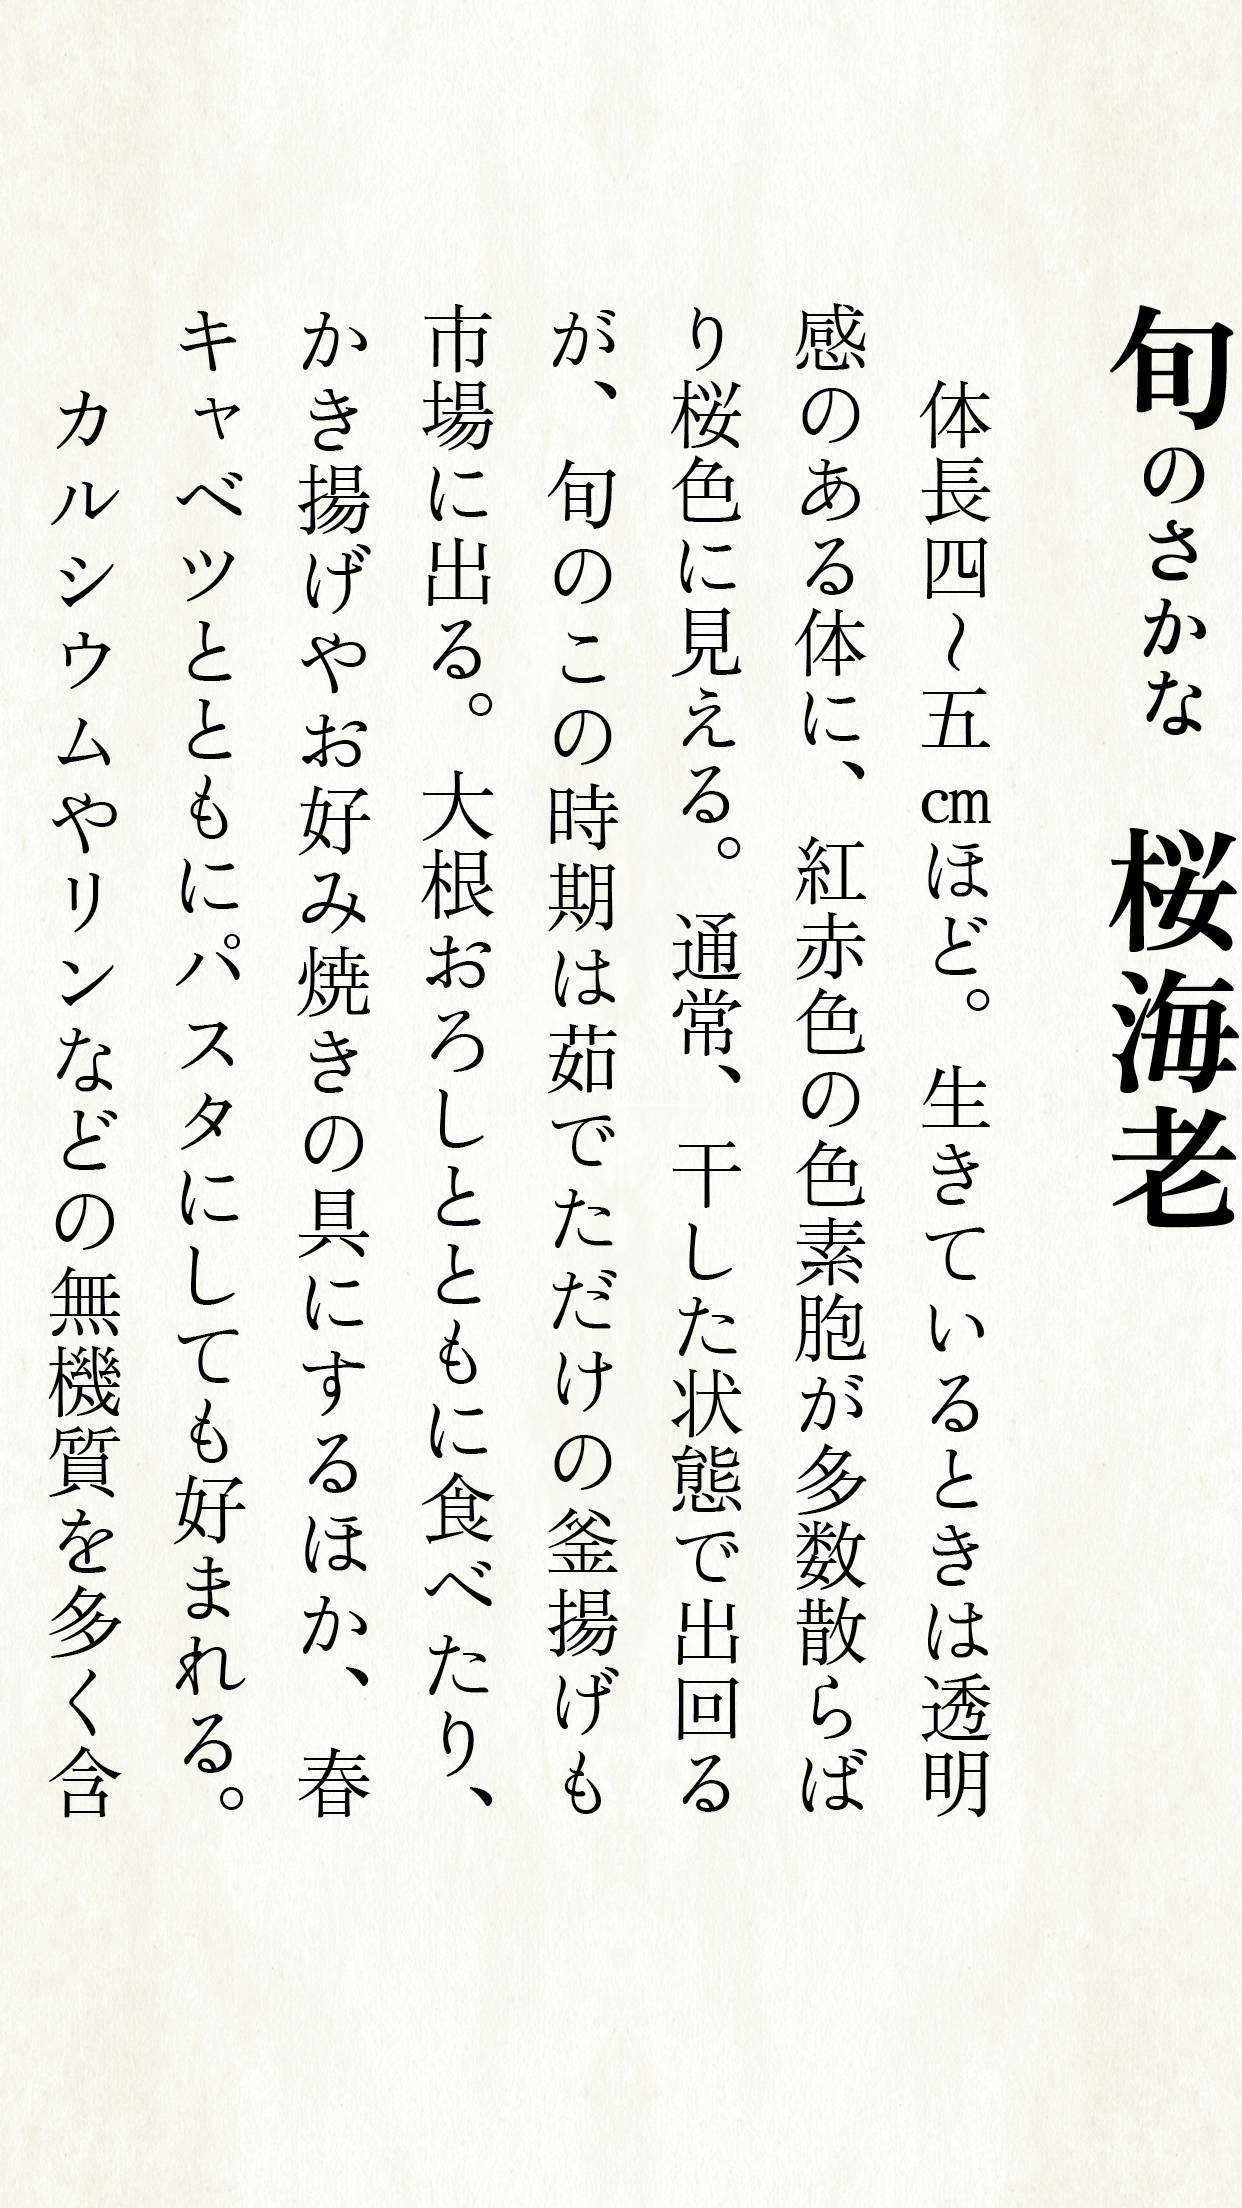 旬のさかな　桜海老
体長四～五㎝ほど。生きているときは透明
感のある体に、紅赤色の色素胞が多数散らば
り桜色に見える。通常、干した状態で出回る
が、旬のこの時期は茹でただけの釜揚げも
市場に出る。大根おろしとともに食べたり、
かき揚げやお好み焼きの具にするほか、春
キャベツとともにパスタにしても好まれる。
カルシウムやリンなどの無機質を多く含